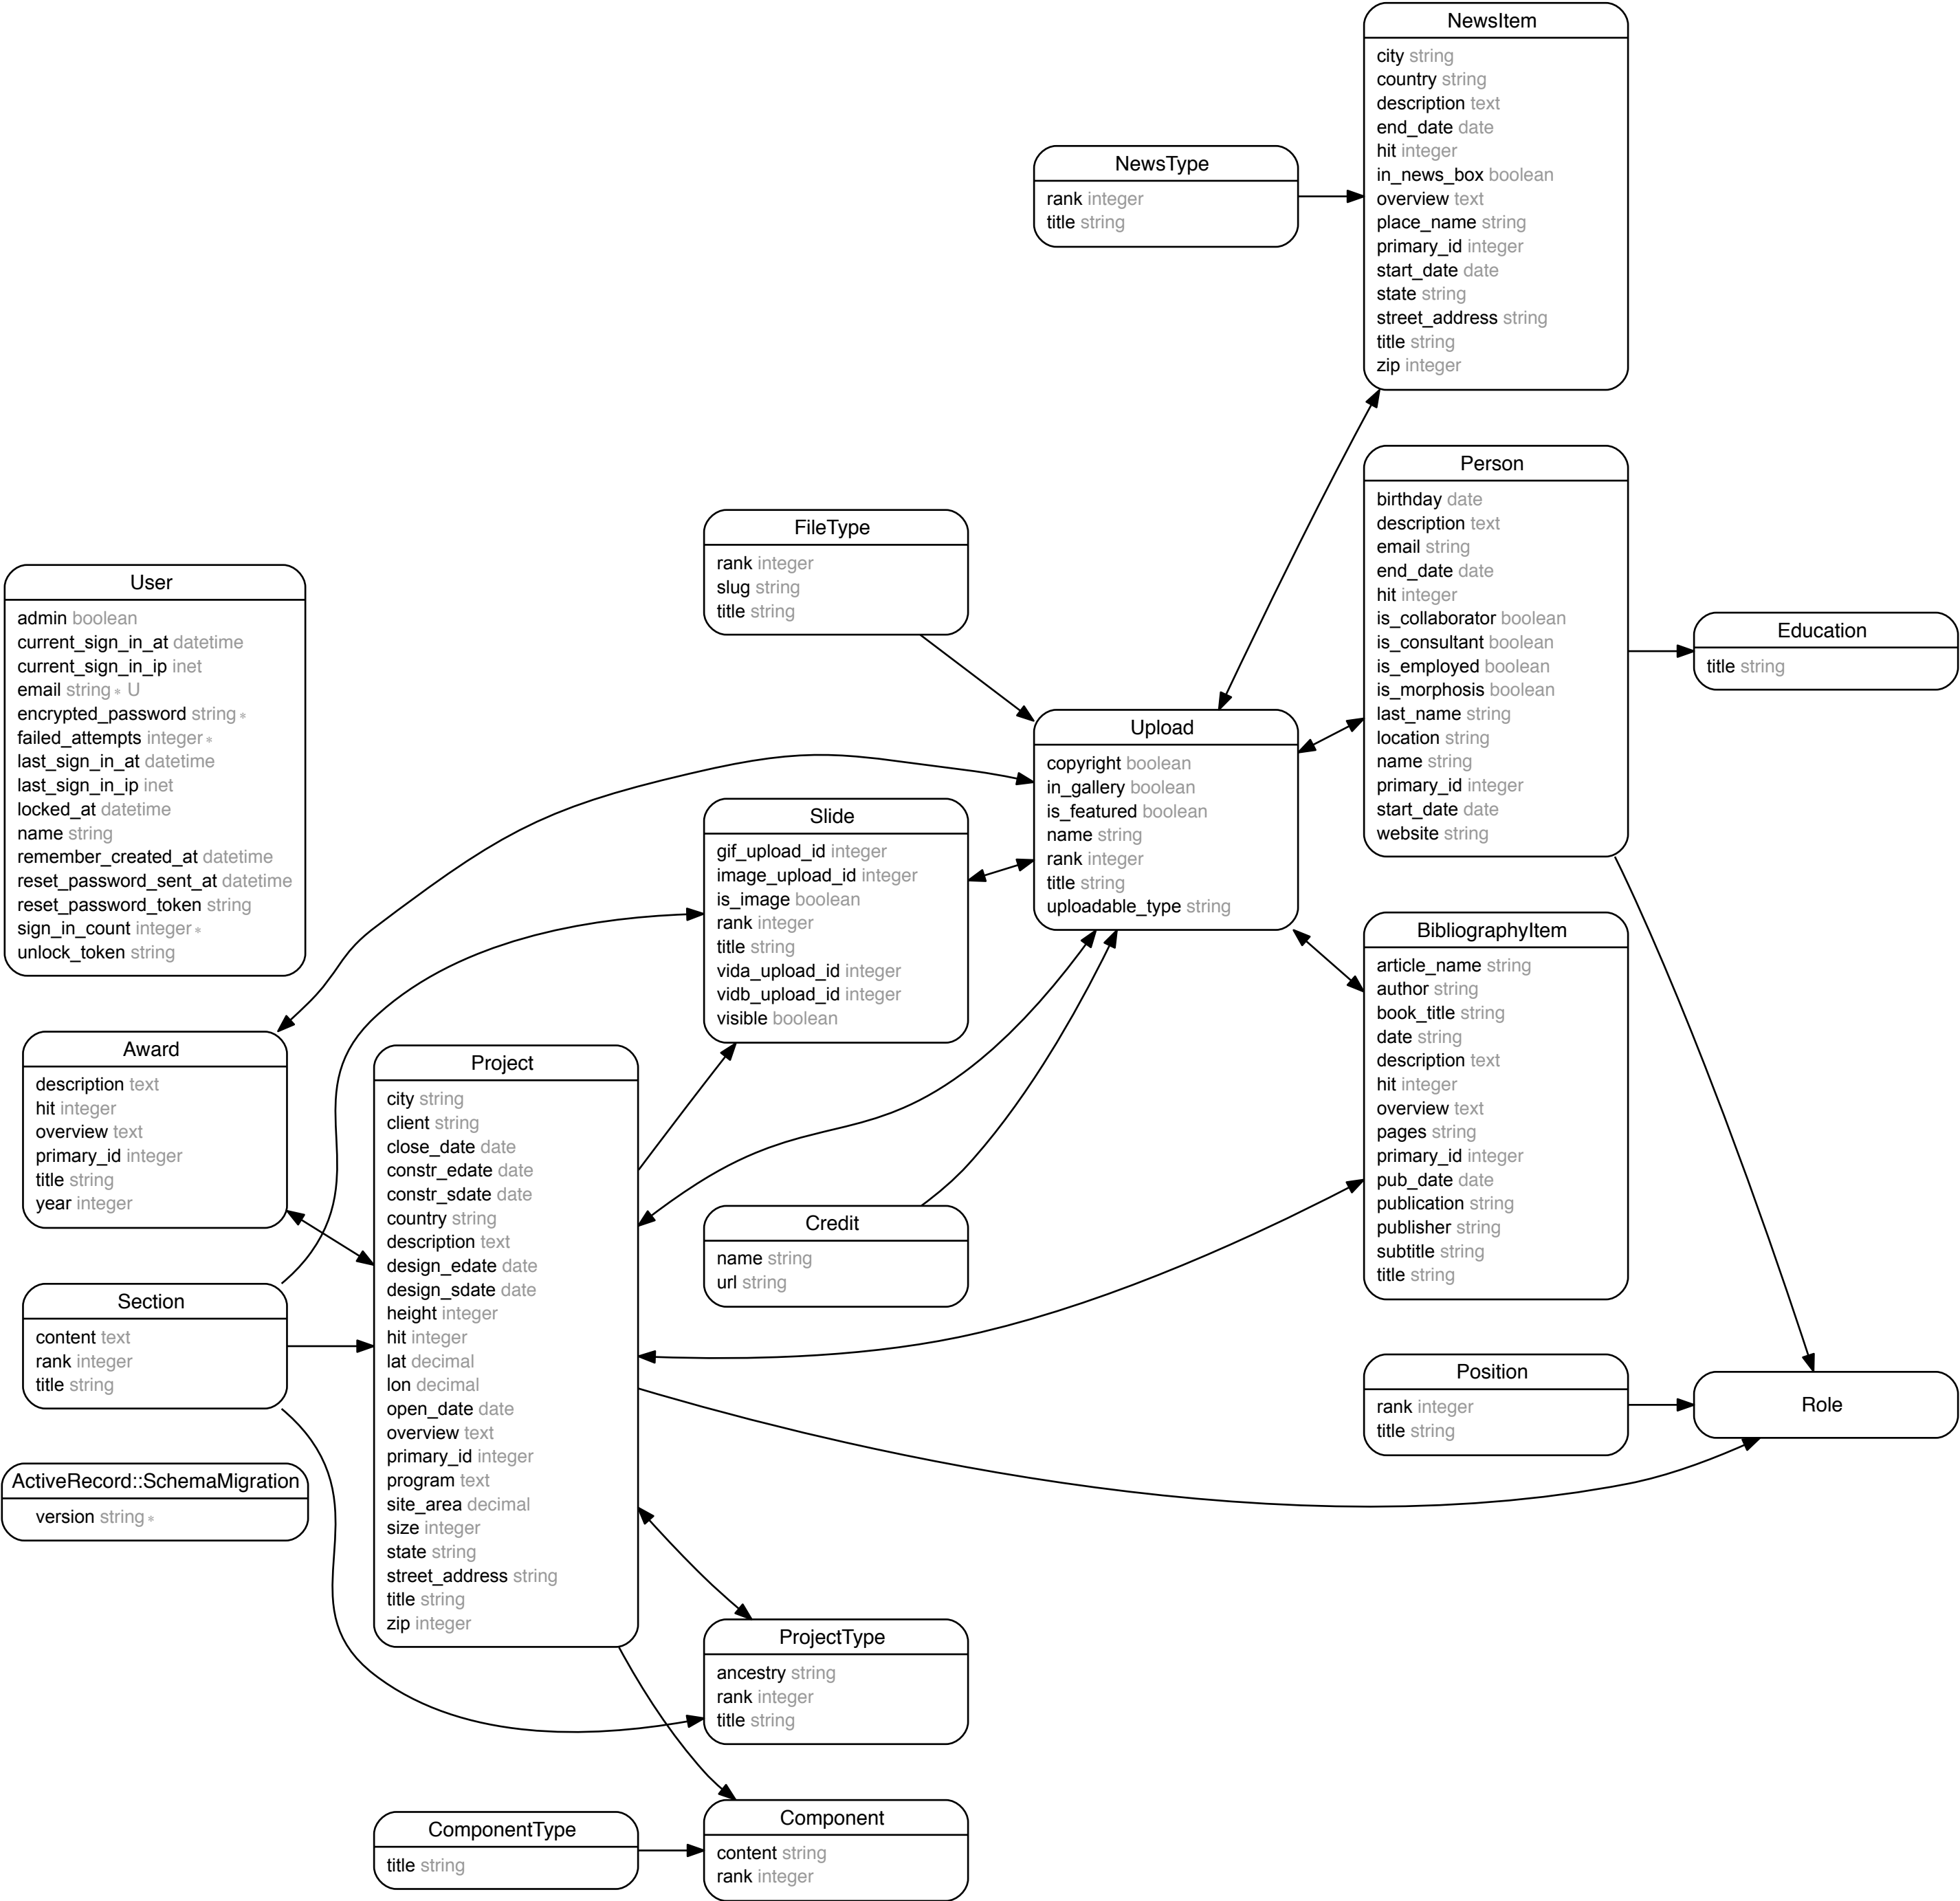 NewsItem
city string
country string
description text
end_date date
hit integer
in_news_box boolean
overview text
place_name string
primary_id integer
start_date date
state string
street_address string
title string
zip integer
NewsType
rank integer
title string
Person
birthday date
description text
email string
end_date date
hit integer
is_collaborator boolean
is_consultant boolean
is_employed boolean
is_morphosis boolean
last_name string
location string
name string
primary_id integer
start_date date
website string
FileType
rank integer
slug string
title string
User
admin boolean
current_sign_in_at datetime
current_sign_in_ip inet
email string * U
encrypted_password string *
failed_attempts integer *
last_sign_in_at datetime
last_sign_in_ip inet
locked_at datetime
name string
remember_created_at datetime
reset_password_sent_at datetime
reset_password_token string
sign_in_count integer *
unlock_token string
Education
title string
Upload
copyright boolean
in_gallery boolean
is_featured boolean
name string
rank integer
title string
uploadable_type string
Slide
gif_upload_id integer
image_upload_id integer
is_image boolean
rank integer
title string
vida_upload_id integer
vidb_upload_id integer
visible boolean
BibliographyItem
article_name string
author string
book_title string
date string
description text
hit integer
overview text
pages string
primary_id integer
pub_date date
publication string
publisher string
subtitle string
title string
Award
description text
hit integer
overview text
primary_id integer
title string
year integer
Project
city string
client string
close_date date
constr_edate date
constr_sdate date
country string
description text
design_edate date
design_sdate date
height integer
hit integer
lat decimal
lon decimal
open_date date
overview text
primary_id integer
program text
site_area decimal
size integer
state string
street_address string
title string
zip integer
Credit
name string
url string
Section
content text
rank integer
title string
Position
rank integer
title string
Role
ActiveRecord::SchemaMigration
version string *
ProjectType
ancestry string
rank integer
title string
ComponentType
title string
Component
content string
rank integer